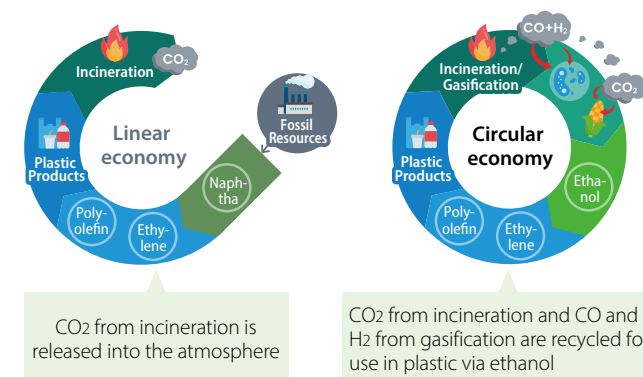 Incineration
CO2
Linear
economy
Fossil
Resources
Plastic
Products
Naph-
tha
Poly-
olefin
Ethy-
lene
CO2 from incineration is
released into the atmosphere
CO+H2
Incineration/
Gasification
CO2
Circular
economy
Plastic
Products
Etha-
nol
Poly-
olefin
Ethy-
lene
CO2 from incineration and CO and
H2 from gasification are recycled fo
use in plastic via ethanol